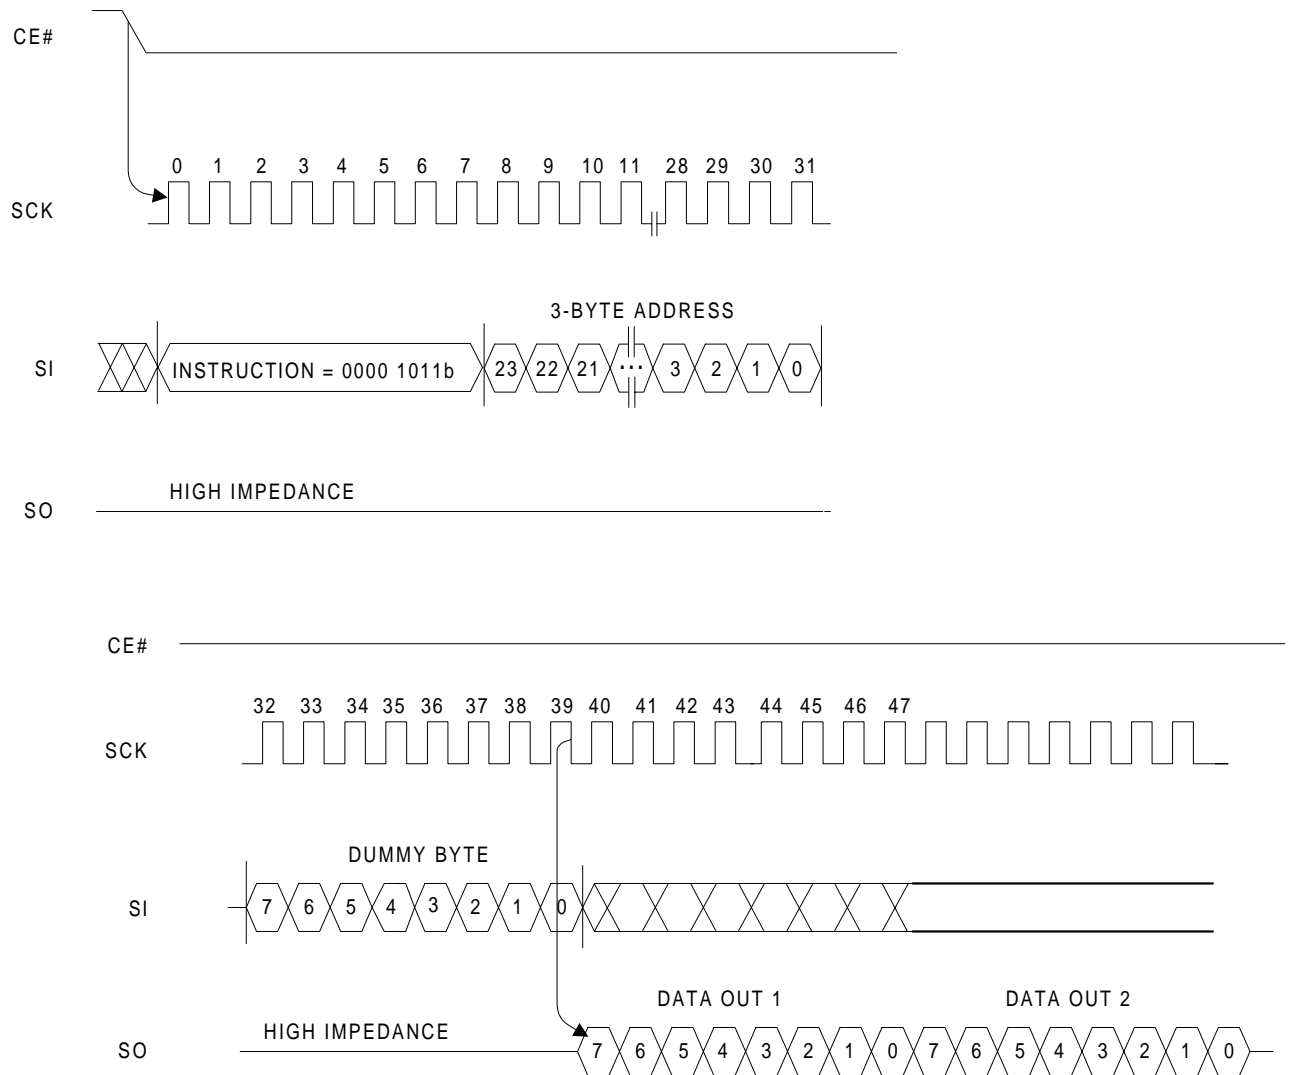 CE#
0 1 2 3 4 5 6 7 8 9 10 11 28 29 30 31
SCK
3-BYTE ADDRESS
SI INSTRUCTION = 0000 1011b 23 22 21 ... 3 2 1 0
HIGH IMPEDANCE
SO
CE#
32 33 34 35 36 37 38 39 40 41 42 43 44 45 46 47
SCK
DUMMY BYTE
SI 7 6 5 4 3 2 1 0
DATA OUT 1 DATA OUT 2
HIGH IMPEDANCE
SO 7 6 5 4 3 2 1 0 7 6 5 4 3 2 1 0